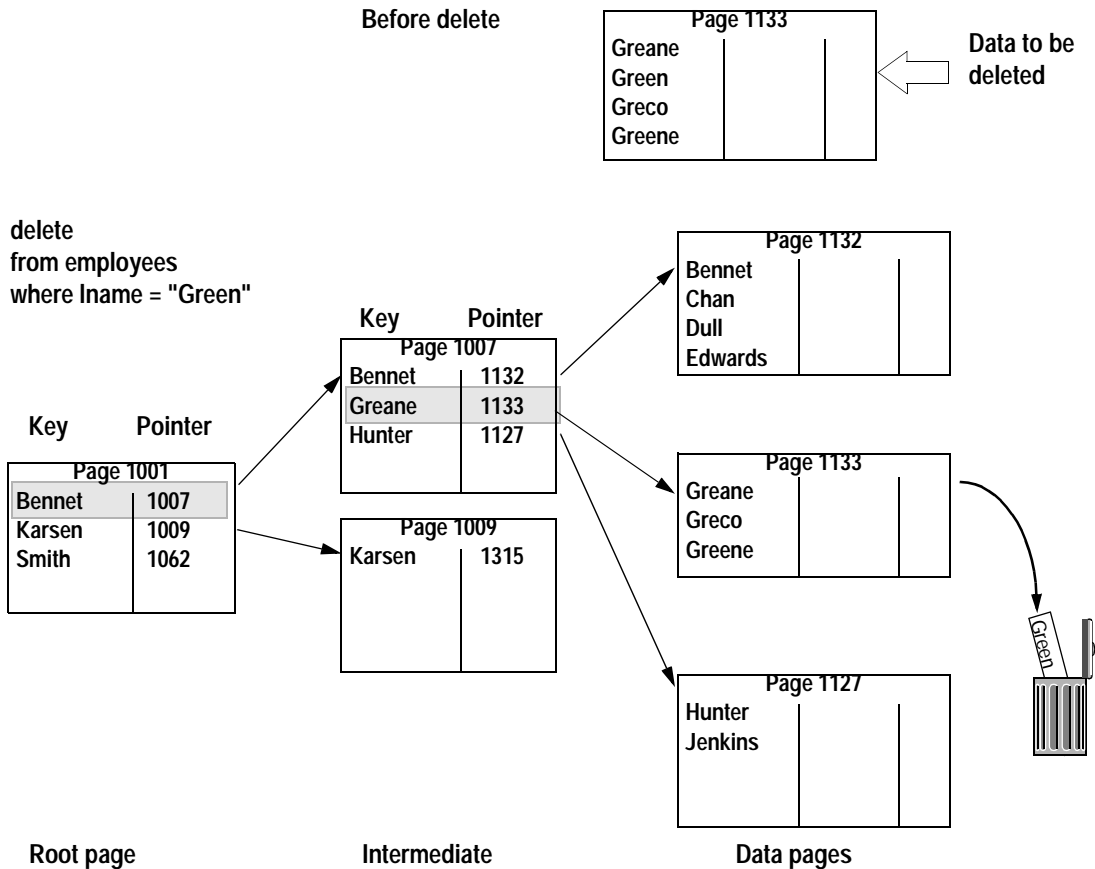 Before delete
Page 1133
Greane
Green
Greco
Greene
Data to be
deleted
delete
from employees
where lname = "Green"
Key Pointer
Page 1001
Bennet 1007
Karsen 1009
Smith 1062
Key Pointer
Page 1007
Bennet 1132
Greane 1133
Hunter 1127
Page 1009
Karsen 1315
Page 1132
Bennet
Chan
Dull
Edwards
Page 1133
Greane
Greco
Greene
Green
Page 1127
Hunter
Jenkins
Root page
Intermediate
Data pages